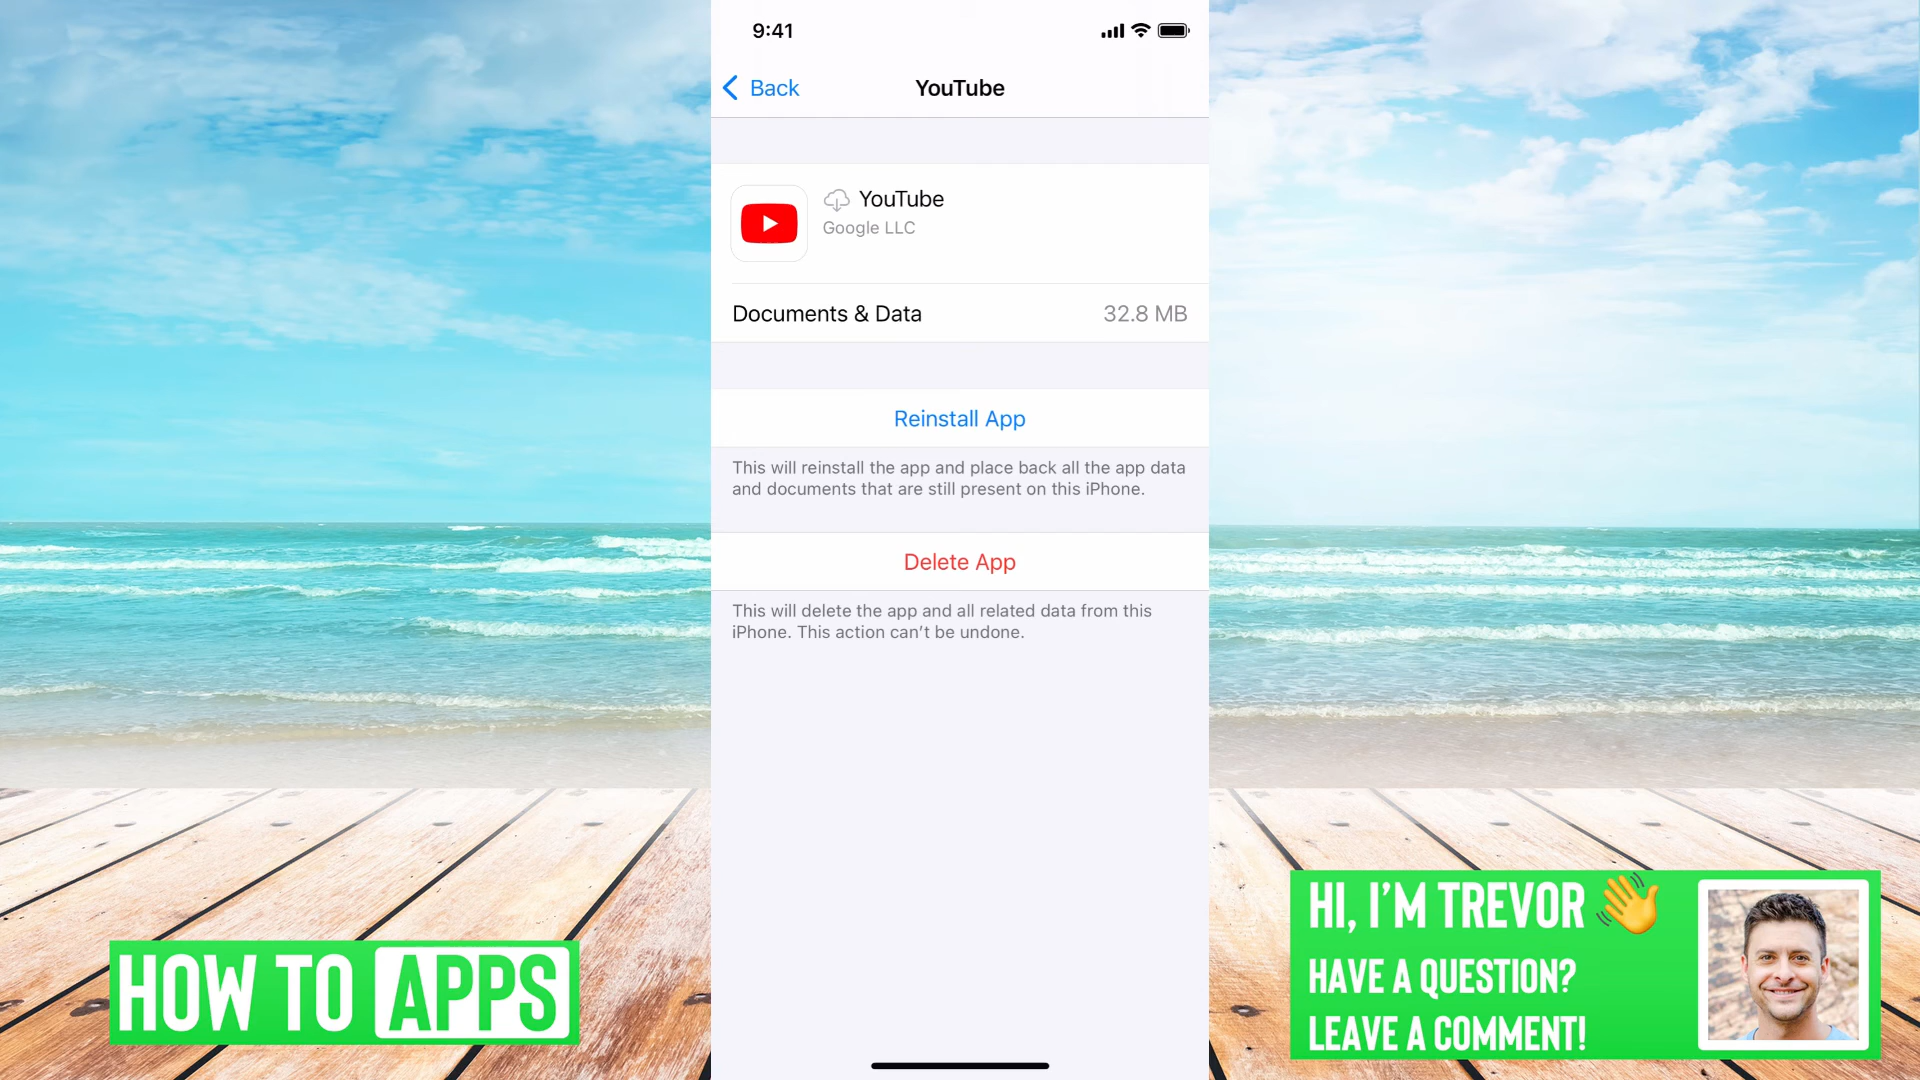 9:41
Back
YouTube
YouTube
Google LLC
Documents & Data
32.8 MB
Reinstall App
This will reinstall the app and place back all the app data
and documents that are still present on this iPhone.
Delete App
This will delete the app and all related data from this
iPhone. This action can’t be undone.
HOW TO APPS
HI, I’M TREVOR
HAVE A QUESTION?
LEAVE A COMMENT!